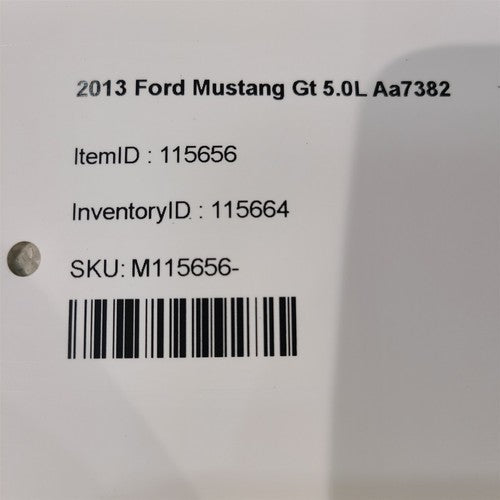 2013 Ford Mustang Gt 5.0L Aa7382
ItemID : 115656
InventoryID : 115664
SKU: M115656-